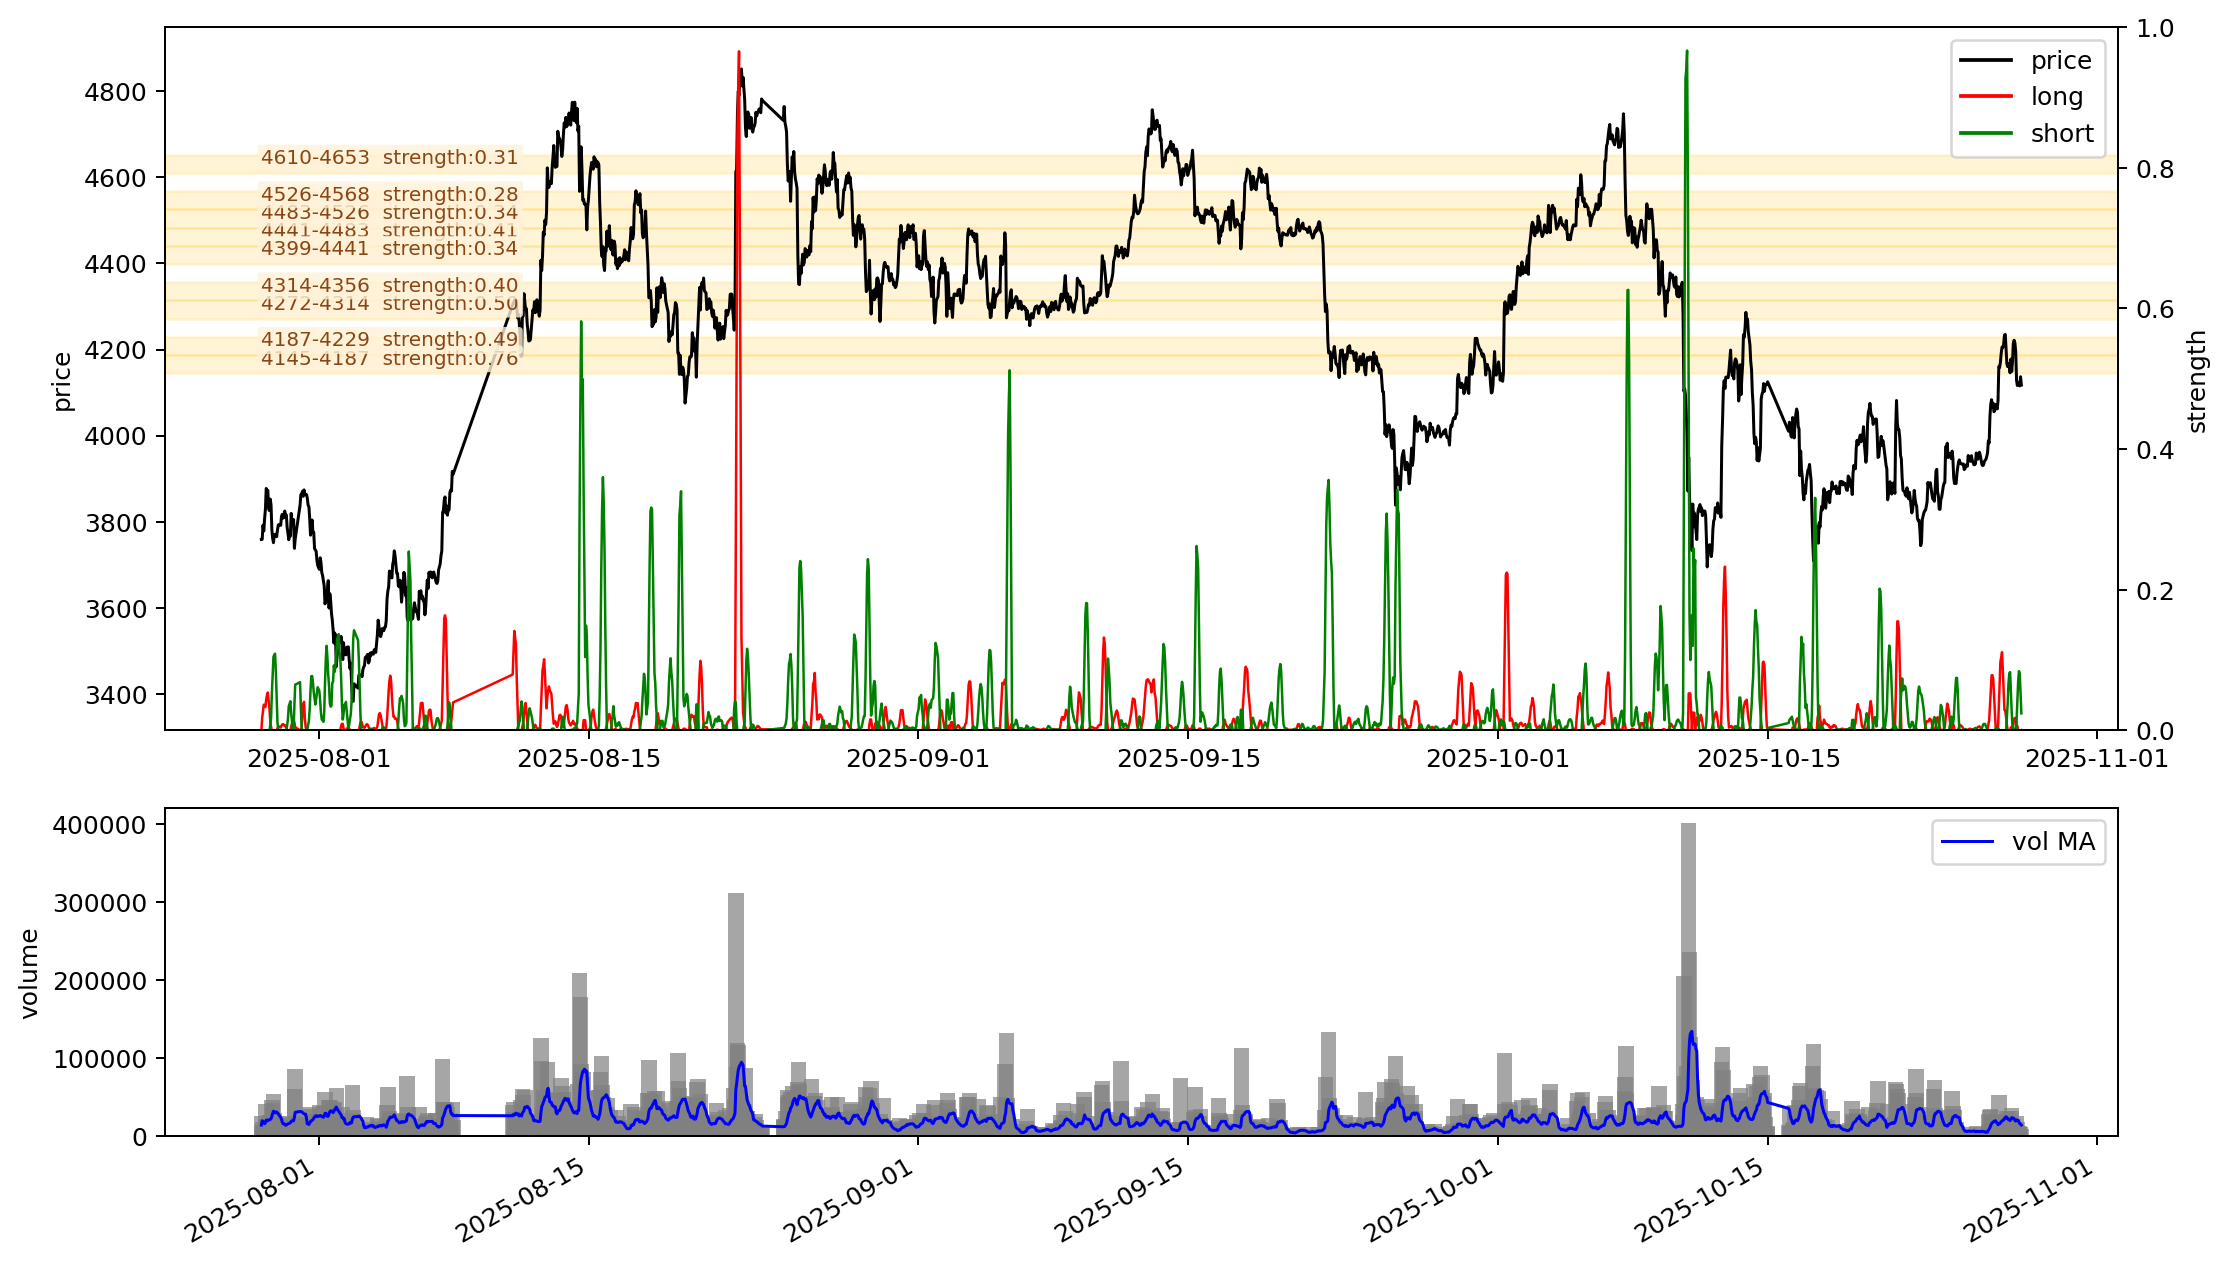 4800
4600
4400
4200
4000
3800
3600
3400
price
4610-4653 strength:0.31
4526-4568 strength:0.28
4483-4526 strength:0.34
4441-4483 strength:0.41
4399-4441 strength:0.34
4314-4356 strength:0.40
4272-4314 strength:0.50
4187-4229 strength:0.49
4145-4187 strength:0.76
price
long
short
1.0
0.8
0.6
0.4
0.2
0.0
strength
2025-08-01 2025-08-15 2025-09-01 2025-09-15 2025-10-01 2025-10-15 2025-11-01
400000
300000
200000
100000
0
volume
vol MA
2025-08-01 2025-08-15 2025-09-01 2025-09-15 2025-10-01 2025-10-15 2025-11-01